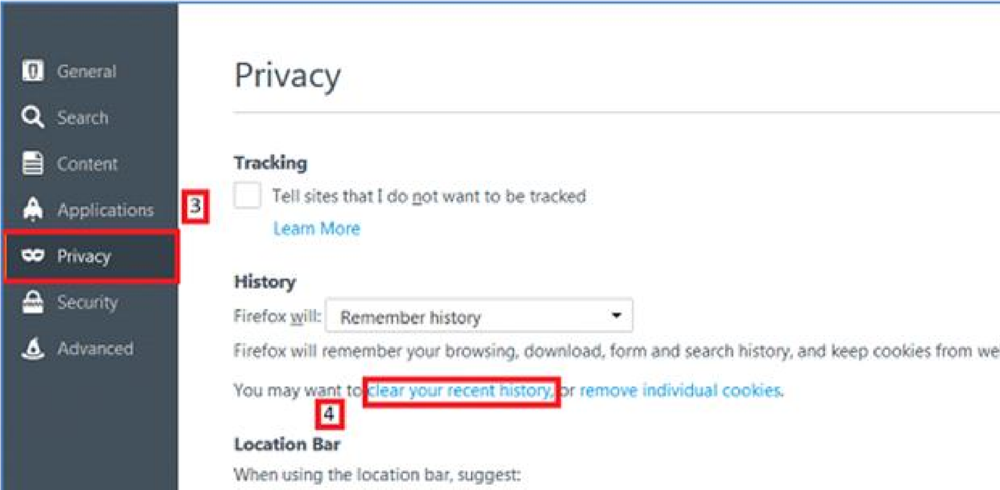 General
Search
Content
Applications
3
Privacy
Security
Advanced
Privacy
Tracking
Tell sites that I do not want to be tracked
Learn More
History
Firefox will: Remember history
Firefox will remember your browsing, download, form and search history, and keep cookies from we
You may want to clear your recent history, or remove individual cookies.
4
Location Bar
When using the location bar, suggest: